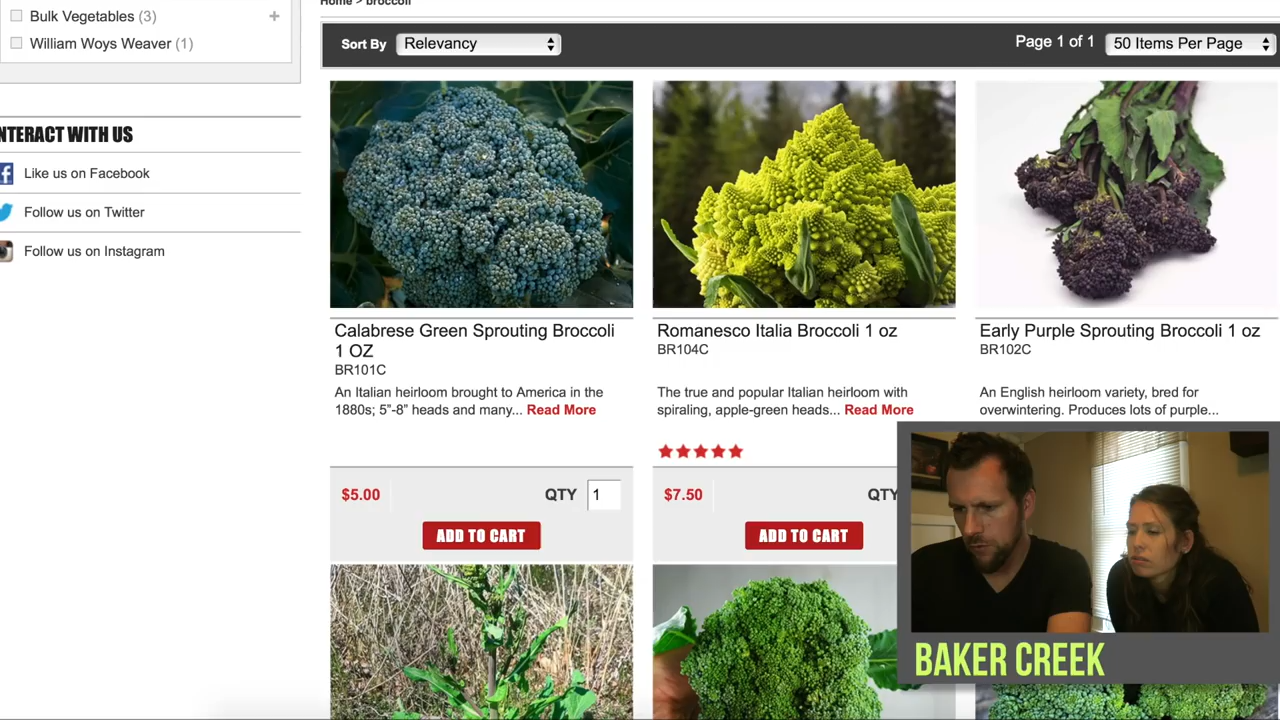 Home > broccoli
Bulk Vegetables (3)
William Woys Weaver (1)
Sort By Relevancy Page 1 of 1 50 Items Per Page
NTERACT WITH US
Like us on Facebook
Follow us on Twitter
Follow us on Instagram
Calabrese Green Sprouting Broccoli
1 OZ
BR101C
An Italian heirloom brought to America in the
1880s; 5”-8” heads and many... Read More
$5.00 QTY 1
ADD TO CART
Romanesco Italia Broccoli 1 oz
BR104C
The true and popular Italian heirloom with
spiraling, apple-green heads... Read More
$7.50 QTY
ADD TO CART
Early Purple Sprouting Broccoli 1 oz
BR102C
An English heirloom variety, bred for
overwintering. Produces lots of purple...
BAKER CREEK